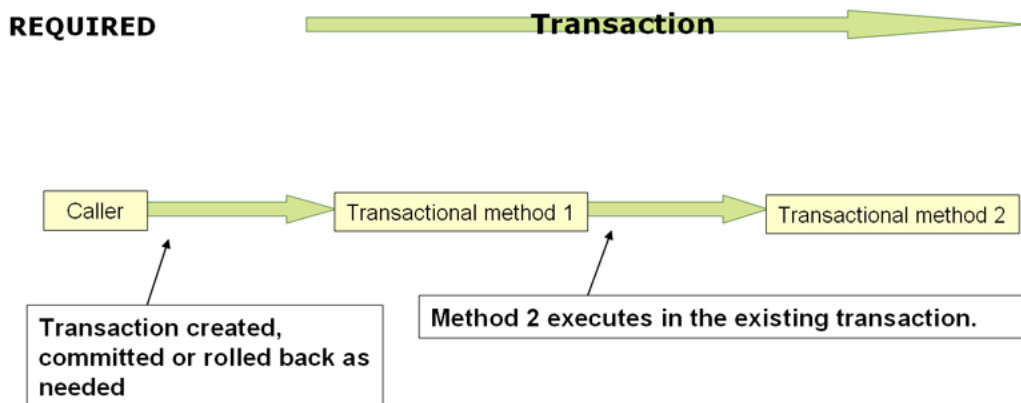 REQUIRED
Transaction
Caller
Transactional method 1
Transactional method 2
Transaction created,
committed or rolled back as
needed
Method 2 executes in the existing transaction.